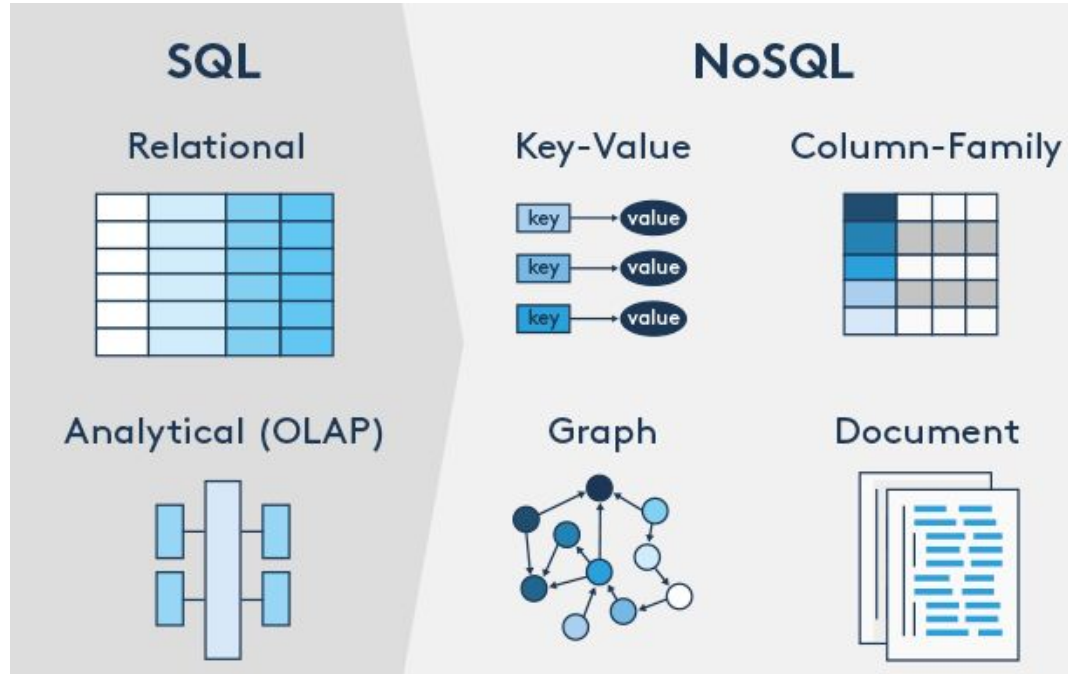 SQL
NoSQL
Relational
Key-Value
Column-Family
key
value
key
value
key
value
Analytical (OLAP)
Graph
Document